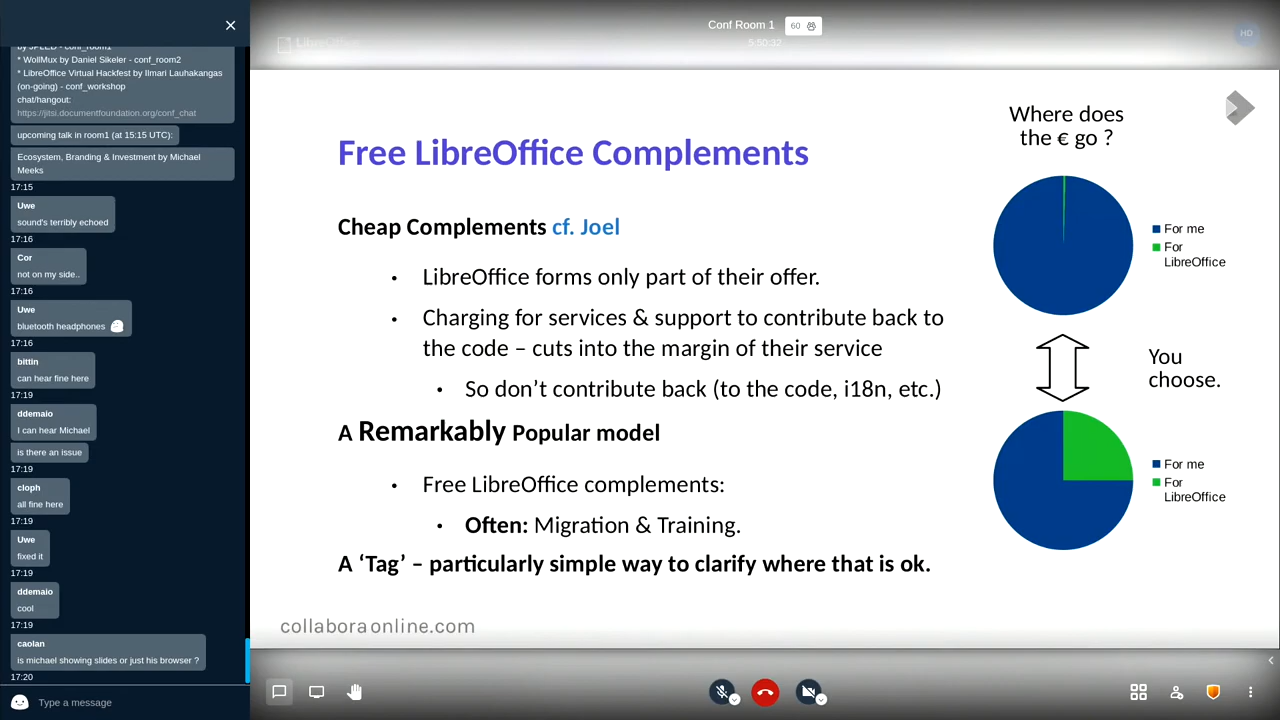 by JPLED - conf_room1
* WollMux by Daniel Sikeler - conf_room2
* LibreOffice Virtual Hackfest by Ilmari Lauhakangas
(on-going) - conf_workshop
chat/hangout:
https://jitsi.documentfoundation.org/conf_chat
upcoming talk in room1 (at 15:15 UTC):
Ecosystem, Branding & Investment by Michael
Meeks
17:15
Uwe
sound's terribly echoed
17:16
Cor
not on my side..
17:16
Uwe
bluetooth headphones
17:16
bittin
can hear fine here
17:19
ddemaio
I can hear Michael
is there an issue
17:19
cloph
all fine here
17:19
Uwe
fixed it
17:19
ddemaio
cool
17:19
caolan
is michael showing slides or just his browser ?
17:20
Type a message
Conf Room 1
60
5:50:32
HD
LibreOffice
Free LibreOffice Complements
Cheap Complements cf. Joel
• LibreOffice forms only part of their offer.
• Charging for services & support to contribute back to
the code – cuts into the margin of their service
• So don’t contribute back (to the code, i18n, etc.)
A Remarkably Popular model
• Free LibreOffice complements:
• Often: Migration & Training.
A ‘Tag’ – particularly simple way to clarify where that is ok.
collaboraonline.com
Where does
the € go ?
For me
For
LibreOffice
You
choose.
For me
For
LibreOffice